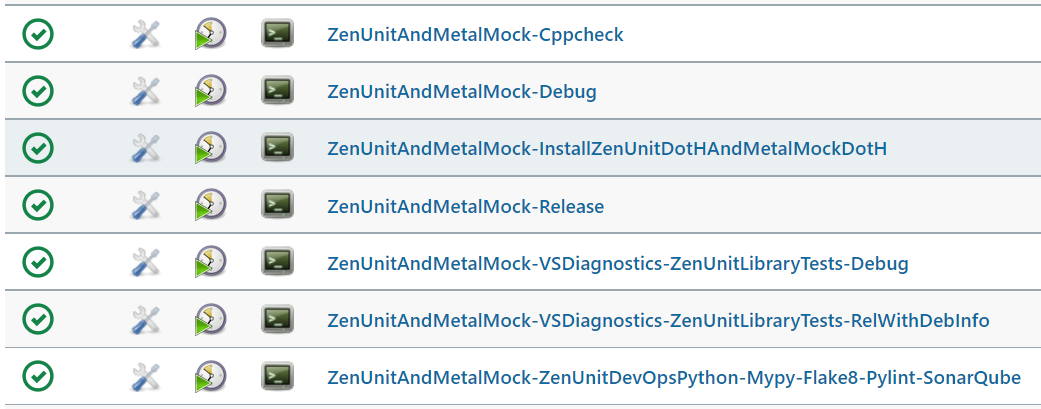 ZenUnitAndMetalMock-Cppcheck
ZenUnitAndMetalMock-Debug
ZenUnitAndMetalMock-InstallZenUnitDotHAndMetalMockDotH
ZenUnitAndMetalMock-Release
ZenUnitAndMetalMock-VSDiagnostics-ZenUnitLibraryTests-Debug
ZenUnitAndMetalMock-VSDiagnostics-ZenUnitLibraryTests-RelWithDebInfo
ZenUnitAndMetalMock-ZenUnitDevOpsPython-Mypy-Flake8-Pylint-SonarQube